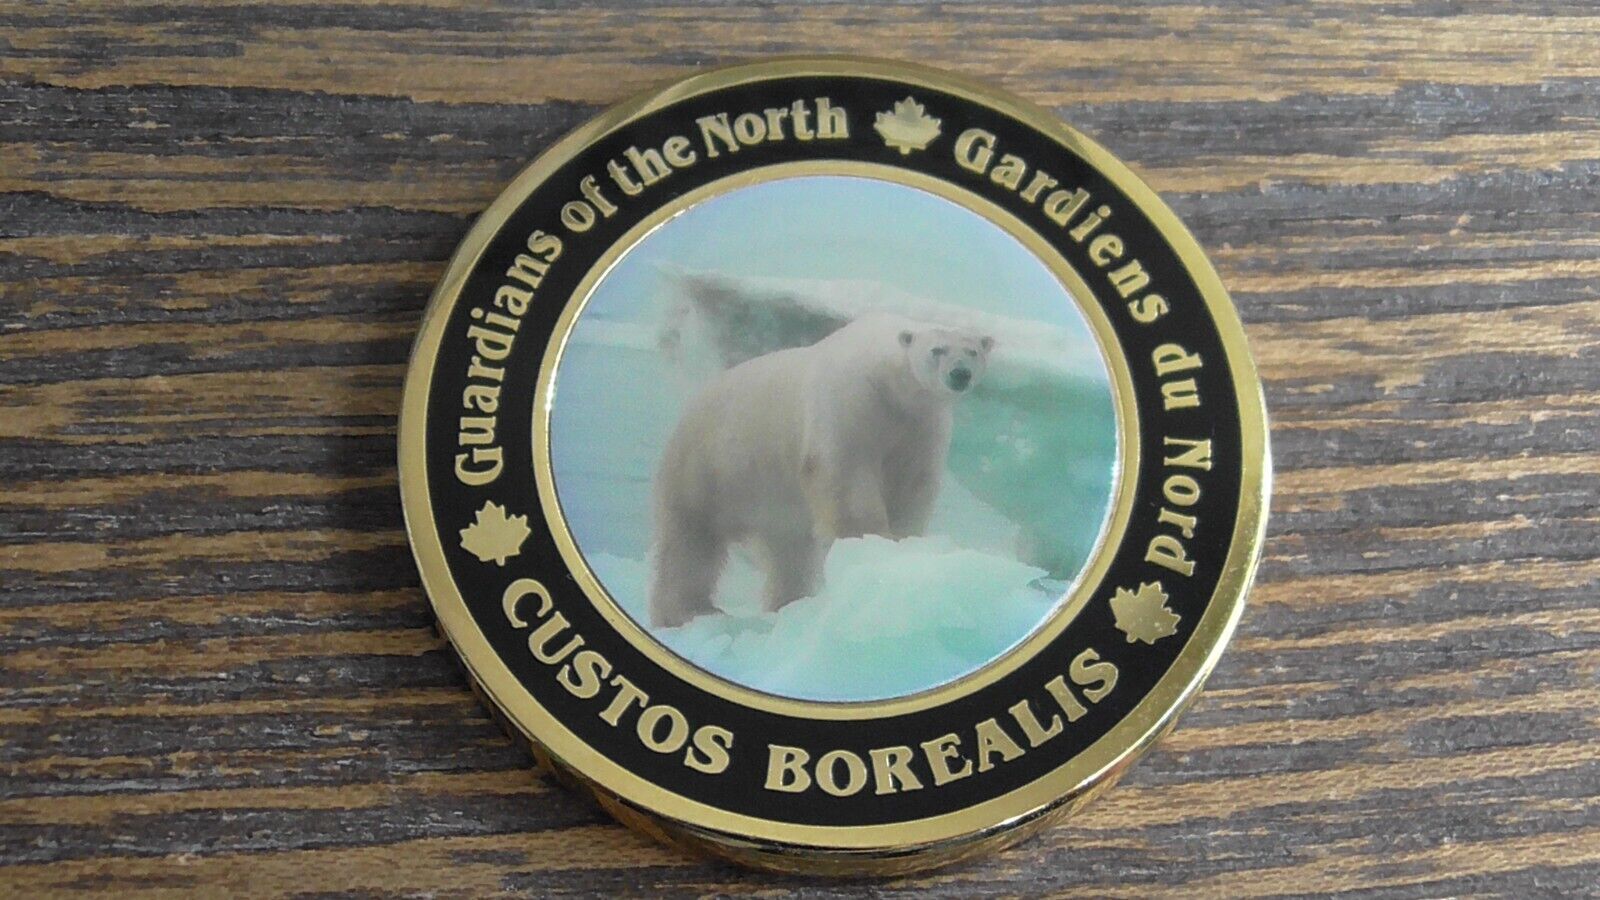 Guardians of the North
Gardiens du Nord
CUSTOS BOREALIS